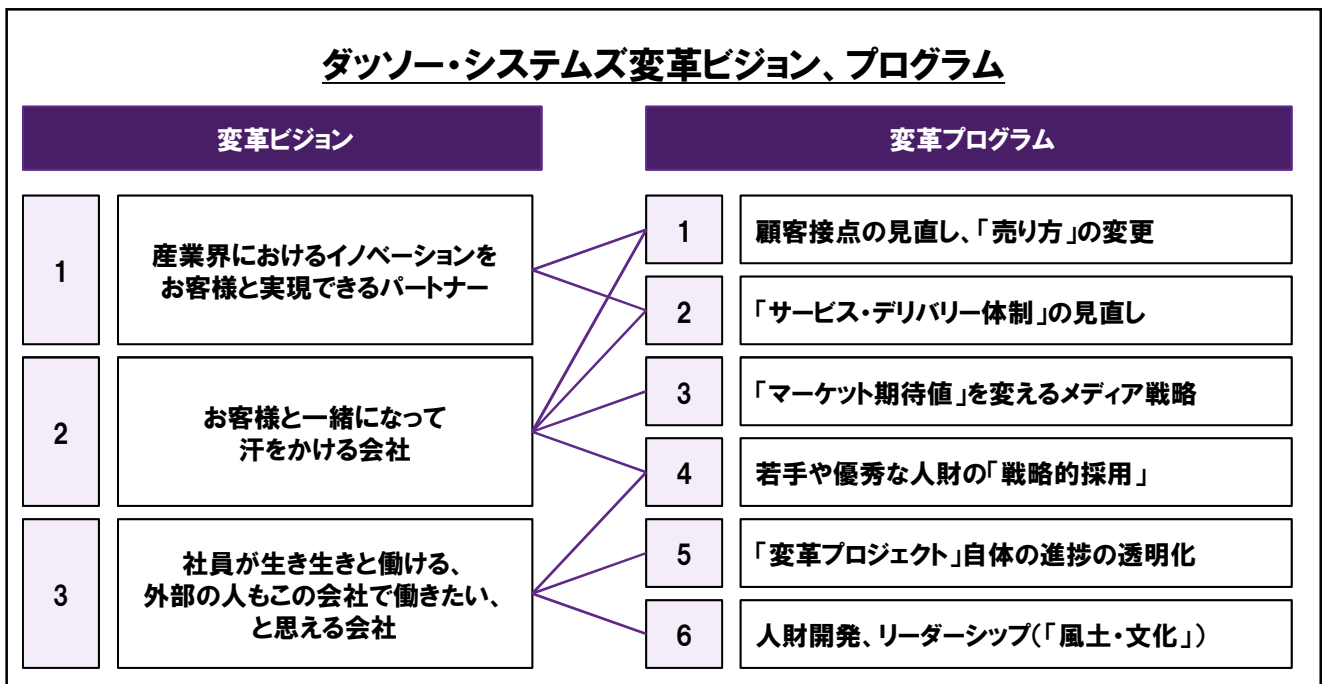 ダッソー・システムズ変革ビジョン、プログラム
変革ビジョン
1
産業界におけるイノベーションを
お客様と実現できるパートナー
2
お客様と一緒になって
汗をかける会社
3
社員が生き生きと働ける、
外部の人もこの会社で働きたい、
と思える会社
変革プログラム
1
顧客接点の見直し、「売り方」の変更
2
「サービス・デリバリー体制」の見直し
3
「マーケット期待値」を変えるメディア戦略
4
若手や優秀な人財の「戦略的採用」
5
「変革プロジェクト」自体の進捗の透明化
6
人財開発、リーダーシップ(「風土・文化」)